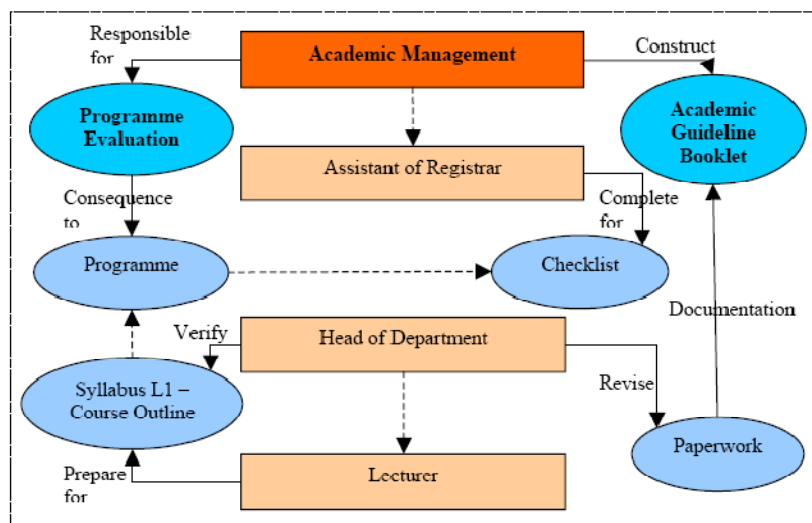 Responsible
for
Academic Management
Construct
Programme
Evaluation
Academic
Guideline
Booklet
Assistant of Registrar
Consequence
to
Complete
for
Programme
Checklist
Documentation
Verify
Head of Department
Syllabus L1 –
Course Outline
Revise
Paperwork
Prepare
for
Lecturer